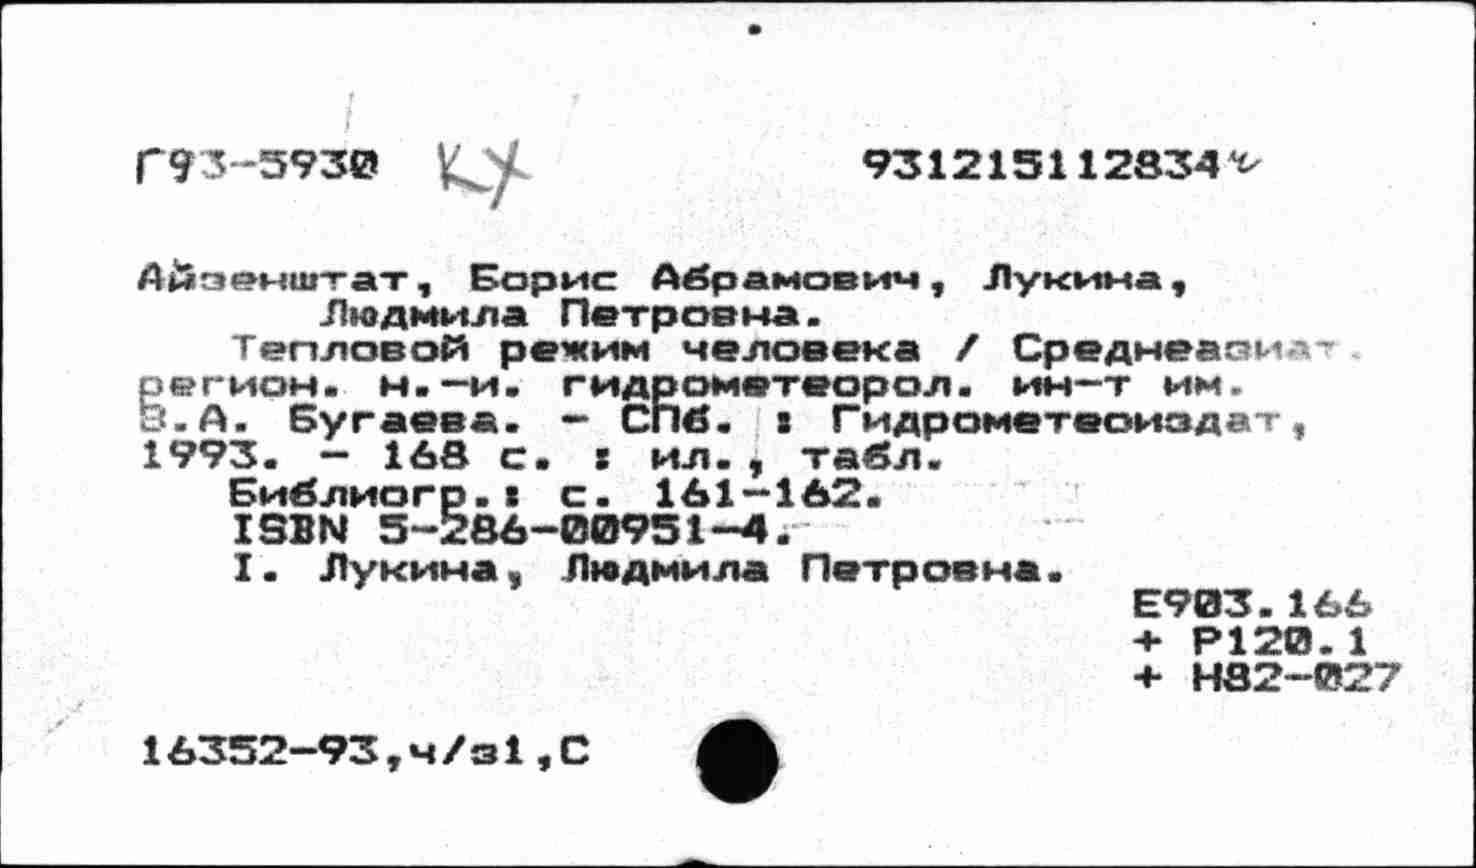 Г93-5930 КХ 931215112834
Айзенштат, Борис Абрамович, Лукина,
Людмила Петровна.
Тепловой режим человека / Среднеазиат.
регион. н.-и. гидрометеорол. ин-т им.
В.А. Бугаева. - СПб. : Гидрометеоиздат,
1993. - 168 с. : ил., табл.
Библиогр.: с. 161-162.
ISBN 5-286-00951-4.
I. Лукина, Людмила Петровна.
Е903.166
+ Р120.1
+ Н82-027
16352-93,ч/з1,С